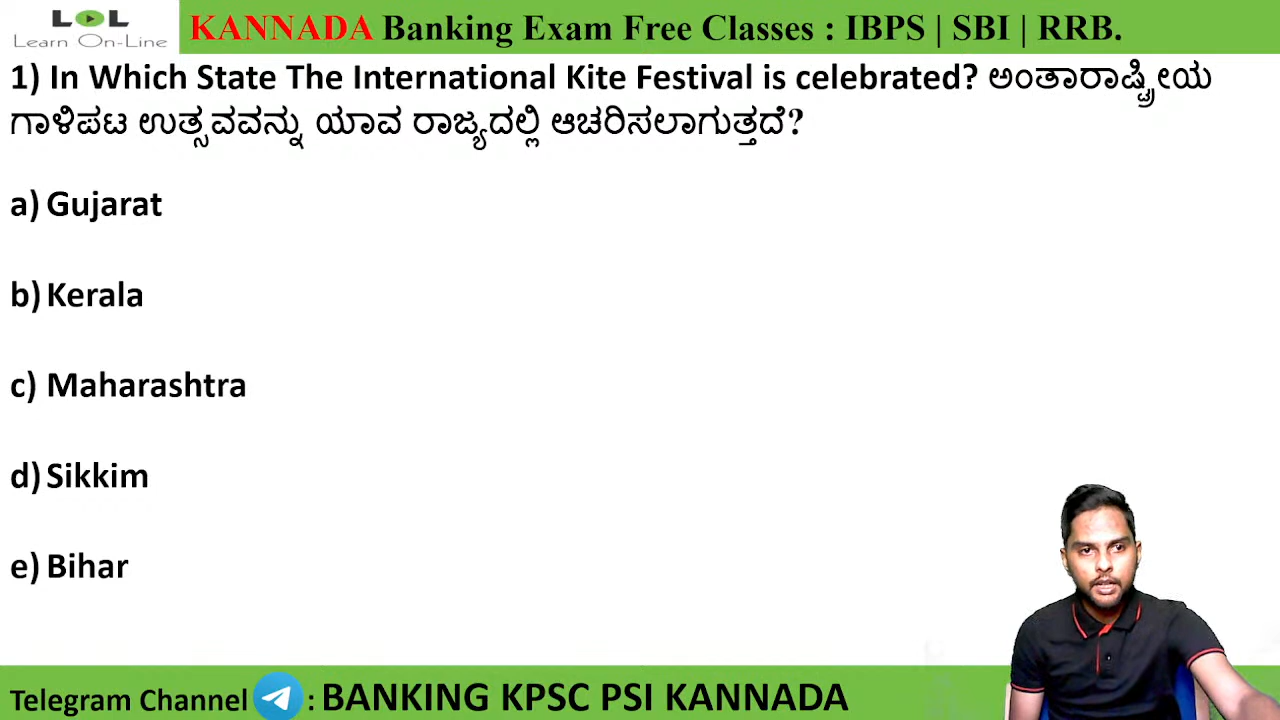 LOL
Learn On-Line
KANNADA Banking Exam Free Classes : IBPS | SBI | RRB.
1) In Which State The International Kite Festival is celebrated? ಅಂತಾರಾಷ್ಟ್ರೀಯ
ಗಾಳಿಪಟ ಉತ್ಸವವನ್ನು ಯಾವ ರಾಜ್ಯದಲ್ಲಿ ಆಚರಿಸಲಾಗುತ್ತದೆ?
a) Gujarat
b) Kerala
c) Maharashtra
d) Sikkim
e) Bihar
Telegram Channel : BANKING KPSC PSI KANNADA